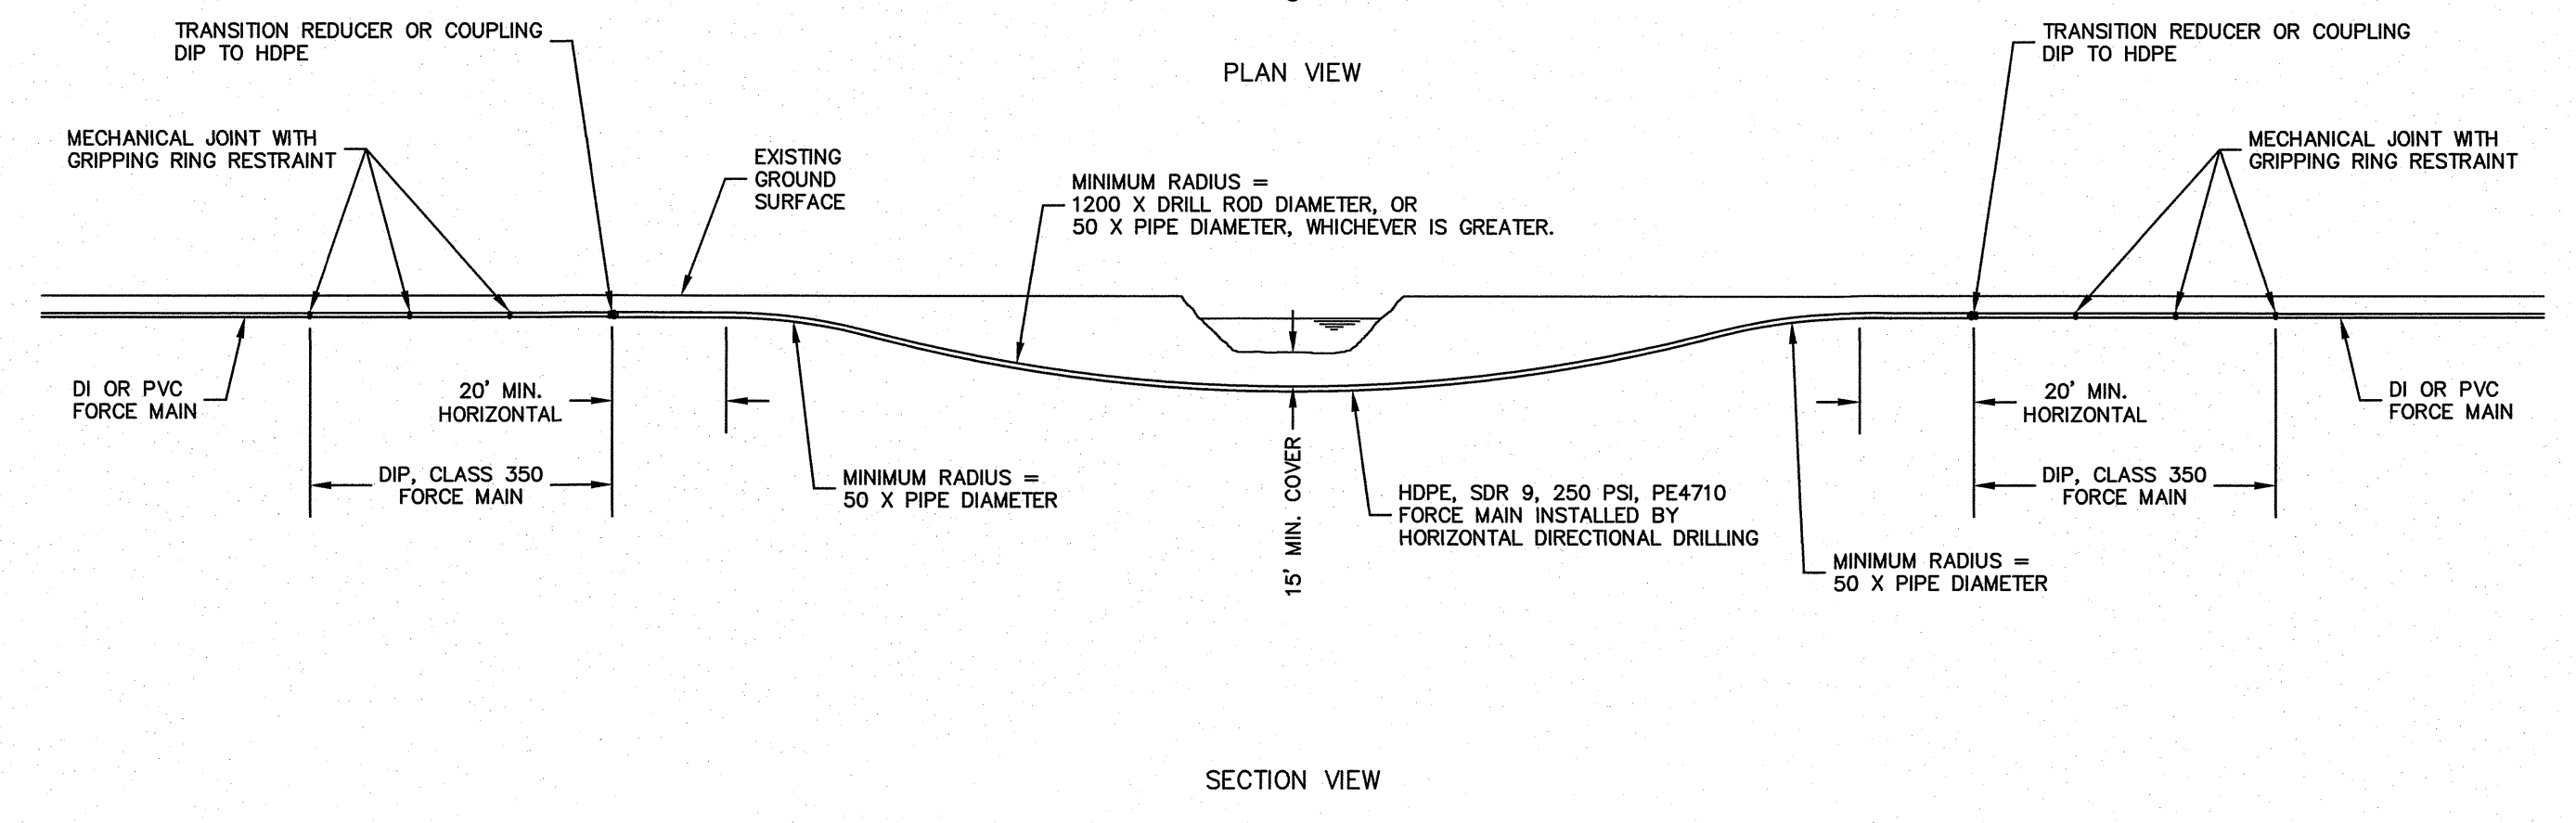 TRANSITION REDUCER OR COUPLING
DIP TO HDPE
PLAN VIEW
TRANSITION REDUCER OR COUPLING
DIP TO HDPE
MECHANICAL JOINT WITH
GRIPPING RING RESTRAINT
EXISTING
GROUND
SURFACE
MINIMUM RADIUS =
1200 X DRILL ROD DIAMETER, OR
50 X PIPE DIAMETER, WHICHEVER IS GREATER.
MECHANICAL JOINT WITH
GRIPPING RING RESTRAINT
DI OR PVC
FORCE MAIN
20' MIN.
HORIZONTAL
20' MIN.
HORIZONTAL
DI OR PVC
FORCE MAIN
DIP, CLASS 350
FORCE MAIN
MINIMUM RADIUS =
50 X PIPE DIAMETER
15' MIN. COVER
HDPE, SDR 9, 250 PSI, PE4710
FORCE MAIN INSTALLED BY
HORIZONTAL DIRECTIONAL DRILLING
DIP, CLASS 350
FORCE MAIN
MINIMUM RADIUS =
50 X PIPE DIAMETER
SECTION VIEW